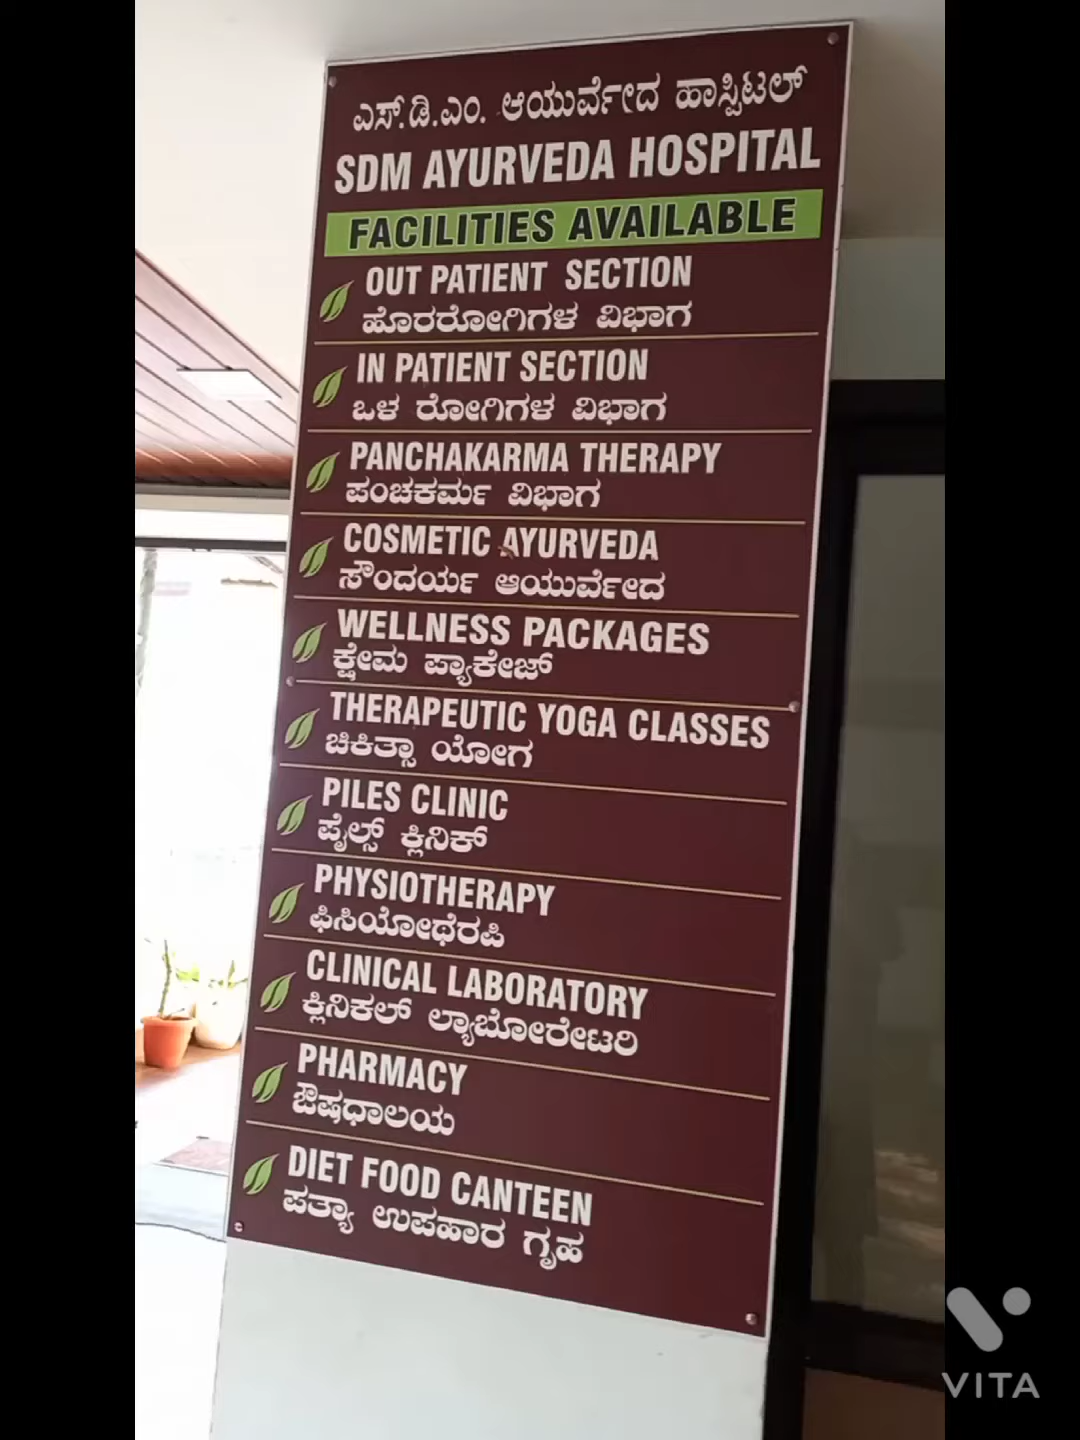 ಎಸ್.ಡಿ.ಎಂ. ಆಯುರ್ವೇದ ಹಾಸ್ಪಿಟಲ್
SDM AYURVEDA HOSPITAL
FACILITIES AVAILABLE
OUT PATIENT SECTION
ಹೊರರೋಗಿಗಳ ವಿಭಾಗ
IN PATIENT SECTION
ಒಳ ರೋಗಿಗಳ ವಿಭಾಗ
PANCHAKARMA THERAPY
ಪಂಚಕರ್ಮ ವಿಭಾಗ
COSMETIC AYURVEDA
ಸೌಂದರ್ಯ ಆಯುರ್ವೇದ
WELLNESS PACKAGES
ಕ್ಷೇಮ ಪ್ಯಾಕೇಜ್
THERAPEUTIC YOGA CLASSES
ಚಿಕಿತ್ಸಾ ಯೋಗ
PILES CLINIC
ಪೈಲ್ಸ್ ಕ್ಲಿನಿಕ್
PHYSIOTHERAPY
ಫಿಸಿಯೋಥೆರಪಿ
CLINICAL LABORATORY
ಕ್ಲಿನಿಕಲ್ ಲ್ಯಾಬೋರೇಟರಿ
PHARMACY
ಔಷಧಾಲಯ
DIET FOOD CANTEEN
ಪತ್ಯಾ ಉಪಹಾರ ಗೃಹ
VITA